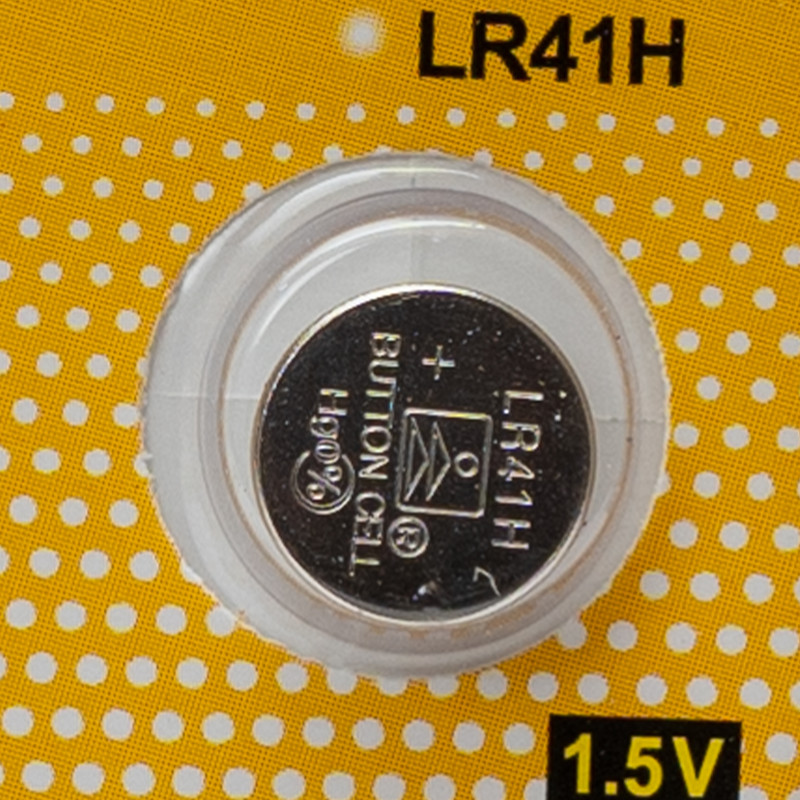 LR41H
LR41H
+
®
BUTTON CELL
Hg0%
1.5V